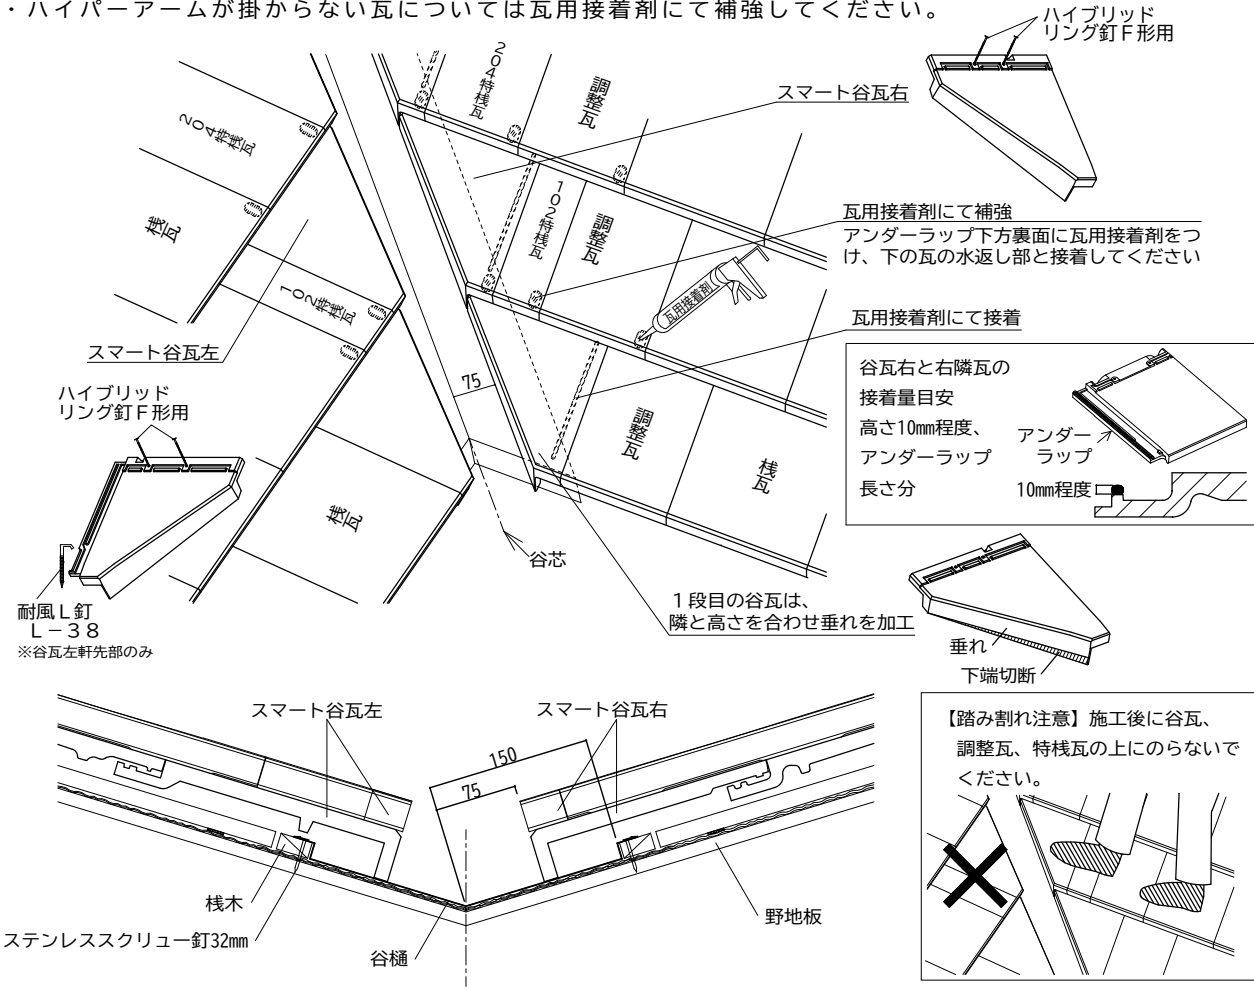 ・ハイパーアームが掛からない瓦については瓦用接着剤にて補強してください。
ハイブリッド
リング釘Ｆ形用
204特桟瓦
調整瓦
スマート谷瓦右
204特桟瓦
桟瓦
102特桟瓦
調整瓦
瓦用接着剤にて補強
アンダーラップ下方裏面に瓦用接着剤をつ
け、下の瓦の水返し部と接着してください
瓦用接着剤
102特桟瓦
瓦用接着剤にて接着
スマート谷瓦左
谷瓦右と右隣瓦の
接着量目安
高さ10㎜程度、
アンダーラップ
長さ分
アンダー
ラップ
10㎜程度
75
ハイブリッド
リング釘Ｆ形用
調整瓦
桟瓦
桟瓦
谷芯
耐風Ｌ釘
Ｌ－３８
※谷瓦左軒先部のみ
１段目の谷瓦は、
隣と高さを合わせ垂れを加工
垂れ
下端切断
スマート谷瓦左
スマート谷瓦右
150
75
桟木
ステンレススクリュー釘32㎜
谷樋
野地板
【踏み割れ注意】施工後に谷瓦、
調整瓦、特桟瓦の上にのらないで
ください。